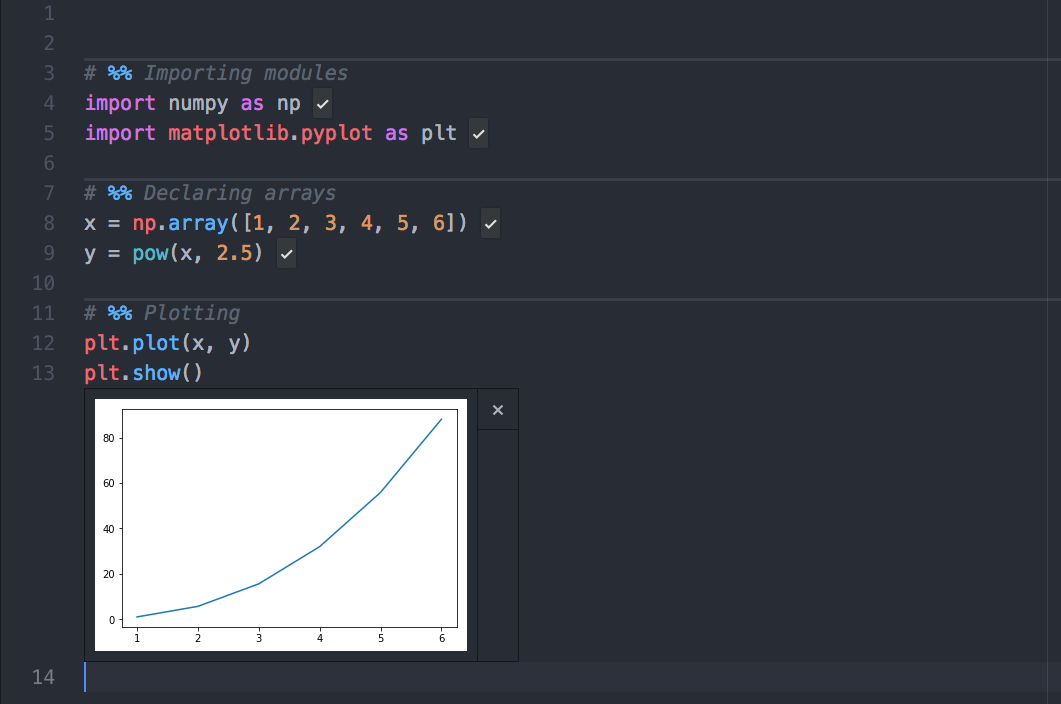 1
2
3 # %% Importing modules
4 import numpy as np ✓
5 import matplotlib.pyplot as plt ✓
6
7 # %% Declaring arrays
8 x = np.array([1, 2, 3, 4, 5, 6]) ✓
9 y = pow(x, 2.5) ✓
10
11 # %% Plotting
12 plt.plot(x, y)
13 plt.show()
×
80
60
40
20
0
1 2 3 4 5 6
14